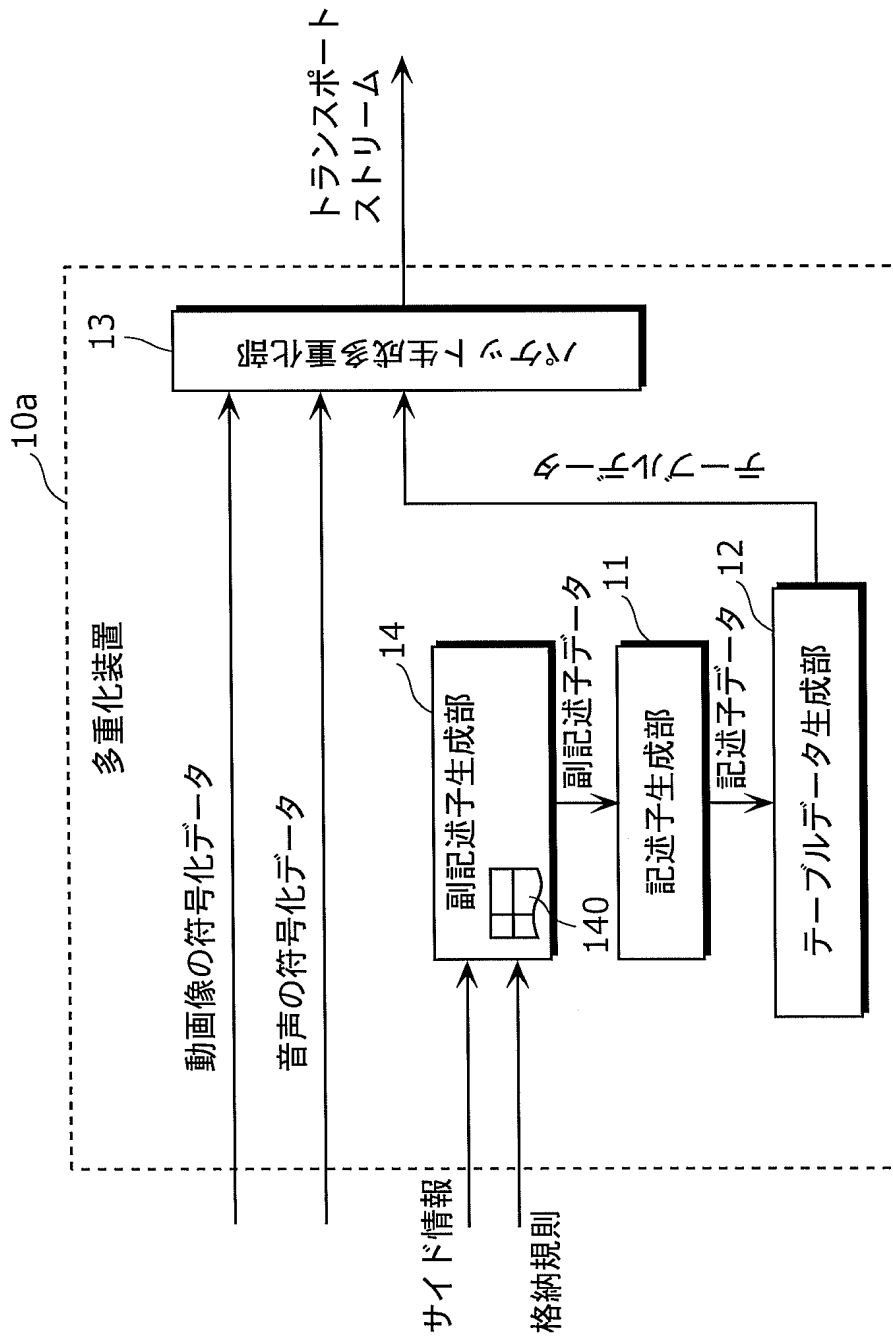 10a
多重化装置
動画像の符号化データ
音声の符号化データ
サイド情報
格納規則
14
副記述子生成部
140
副記述子データ
11
記述子生成部
記述子データ
12
テーブルデータ生成部
テーブルデータ
13
パケット生成多重化部
トランスポート
ストリーム